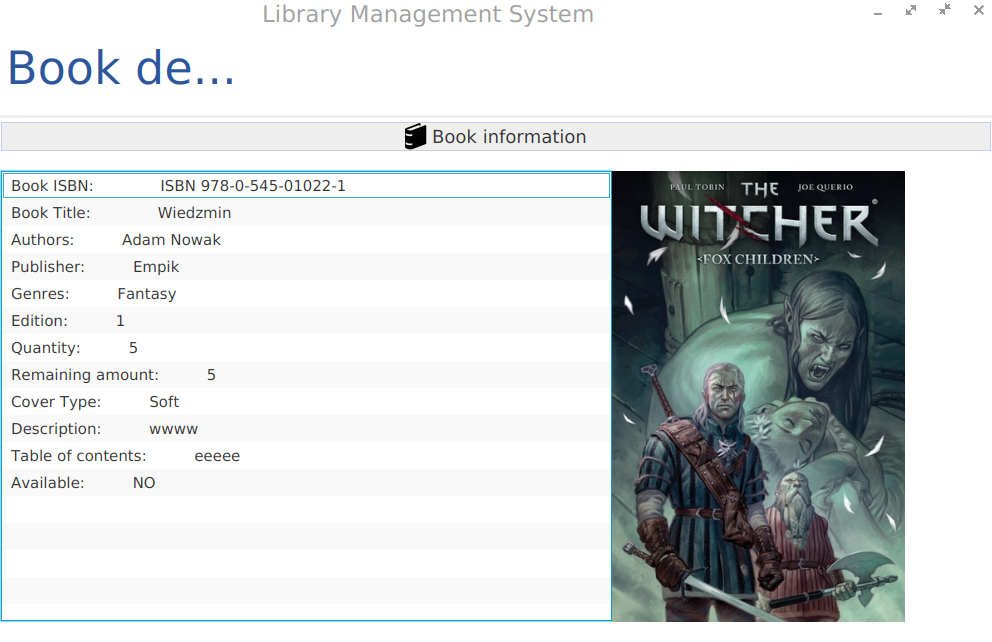 Library Management System
Book de...
Book information
Book ISBN: ISBN 978-0-545-01022-1
Book Title: Wiedzmin
Authors: Adam Nowak
Publisher: Empik
Genres: Fantasy
Edition: 1
Quantity: 5
Remaining amount: 5
Cover Type: Soft
Description: wwww
Table of contents: eeeee
Available: NO
PAUL TOBIN THE JOE QUERIO
WITCHER®
<FOX CHILDREN>